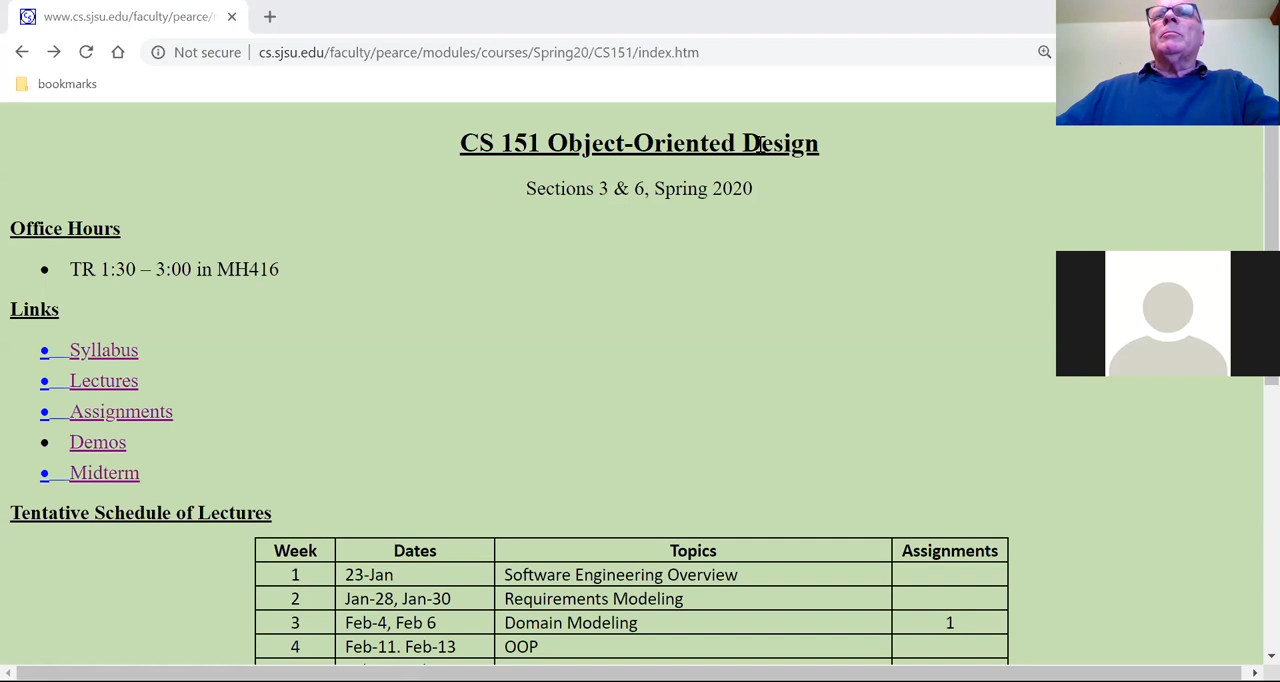 www.cs.sjsu.edu/faculty/pearce/
Not secure
cs.sjsu.edu/faculty/pearce/modules/courses/Spring20/CS151/index.htm
bookmarks
CS 151 Object-Oriented Design
Sections 3 & 6, Spring 2020
Office Hours
• TR 1:30 – 3:00 in MH416
Links
• Syllabus
• Lectures
• Assignments
• Demos
• Midterm
Tentative Schedule of Lectures
Week Dates Topics Assignments
1 23-Jan Software Engineering Overview
2 Jan-28, Jan-30 Requirements Modeling
3 Feb-4, Feb 6 Domain Modeling 1
4 Feb-11. Feb-13 OOP